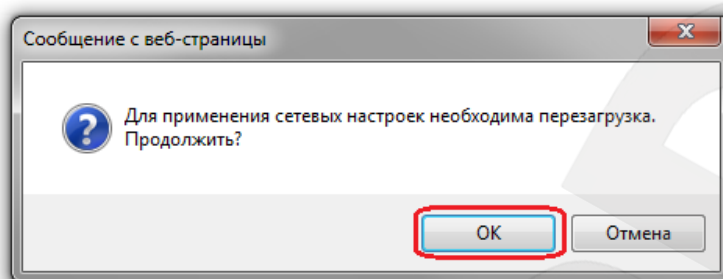 Сообщение с веб-страницы
Для применения сетевых настроек необходима перезагрузка.
Продолжить?
OK
Отмена